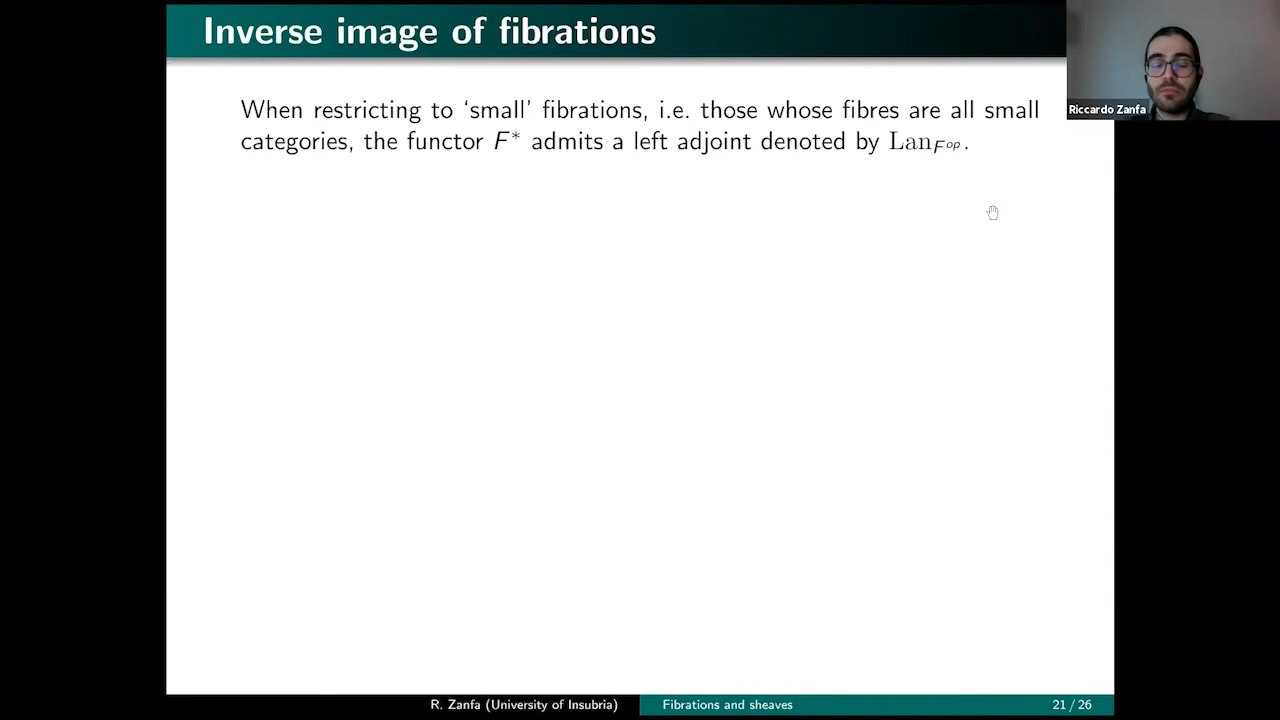 Inverse image of fibrations
When restricting to ‘small’ fibrations, i.e. those whose fibres are all small
categories, the functor F* admits a left adjoint denoted by Lan_{F^{op}}.
Riccardo Zanfa
R. Zanfa (University of Insubria) Fibrations and sheaves 21 / 26